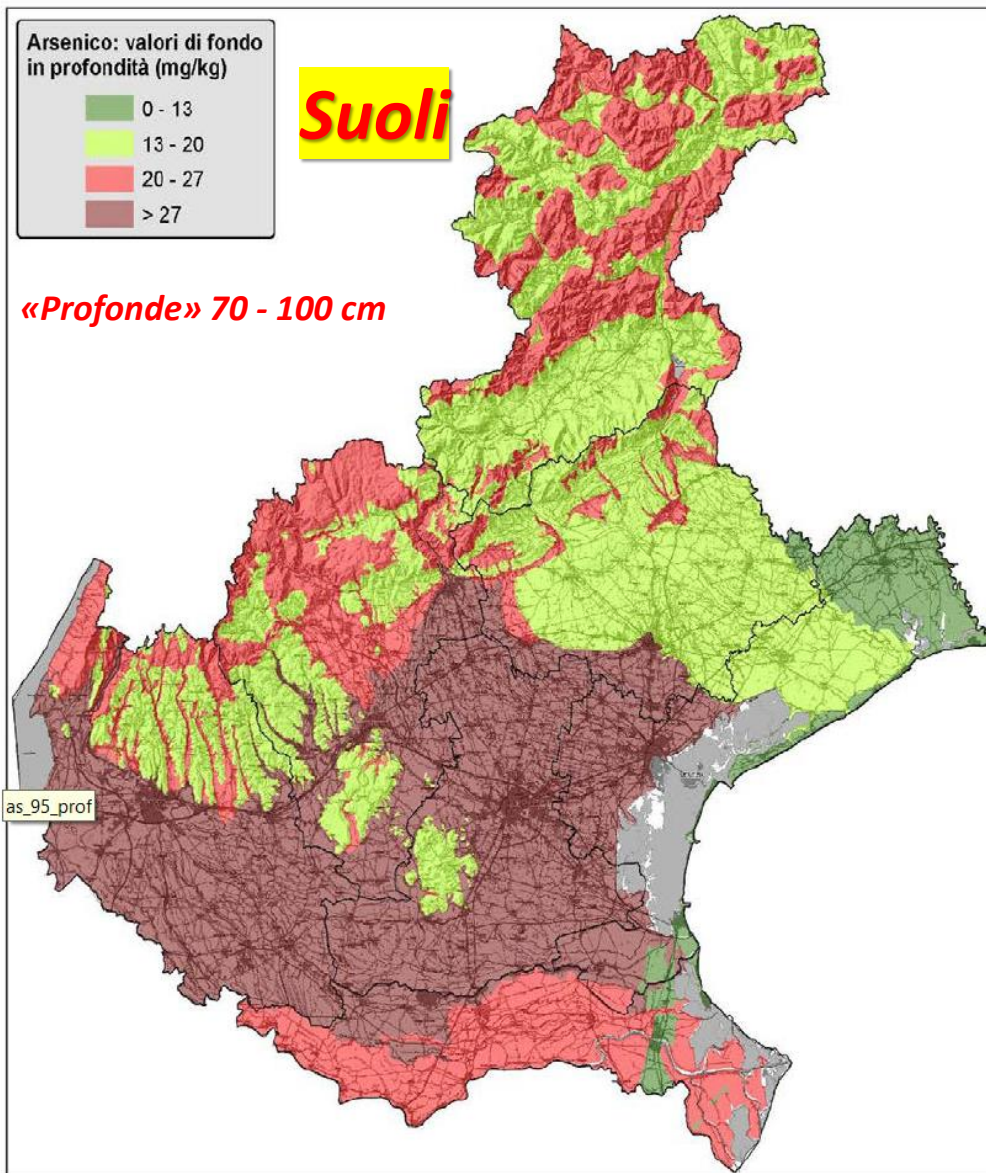 Arsenico: valori di fondo
in profondità (mg/kg)
0 - 13
13 - 20
20 - 27
> 27
Suoli
«Profonde» 70 - 100 cm
as_95_prof